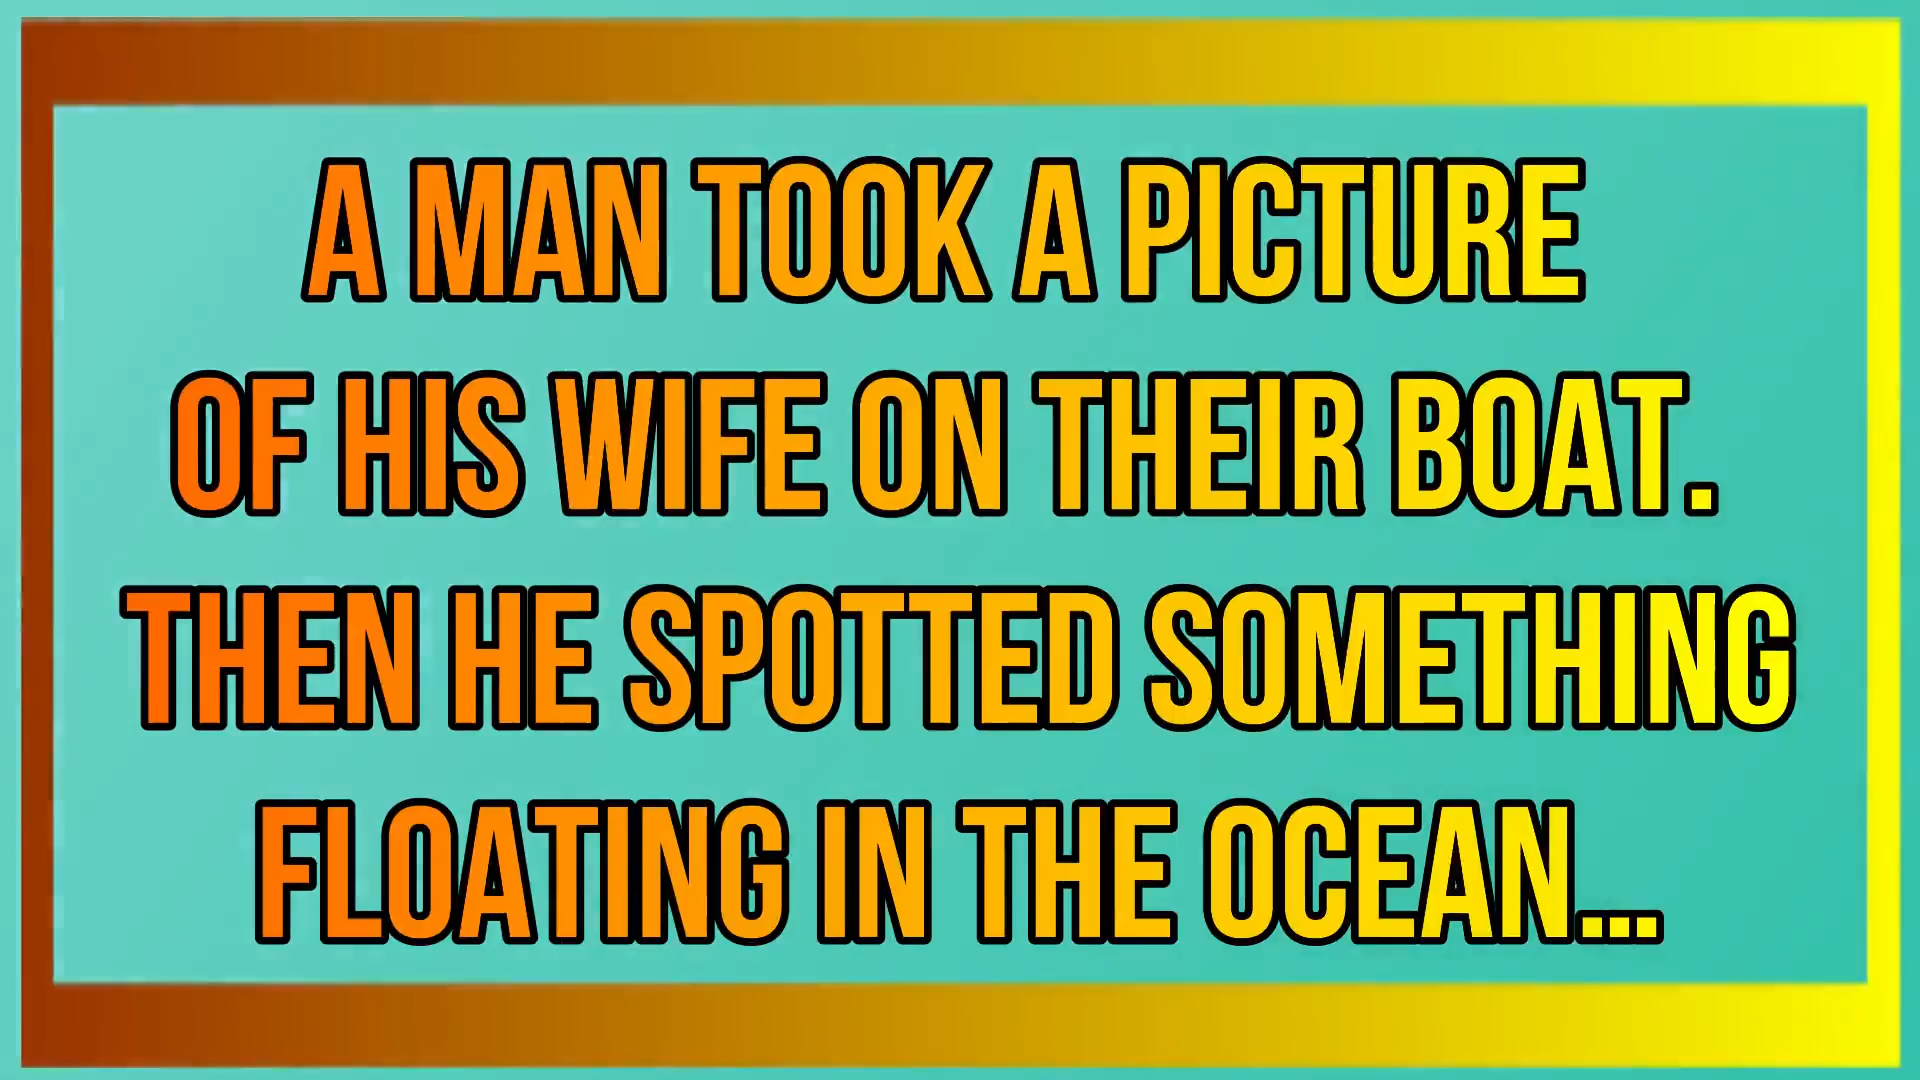 A MAN TOOK A PICTURE
OF HIS WIFE ON THEIR BOAT.
THEN HE SPOTTED SOMETHING
FLOATING IN THE OCEAN...